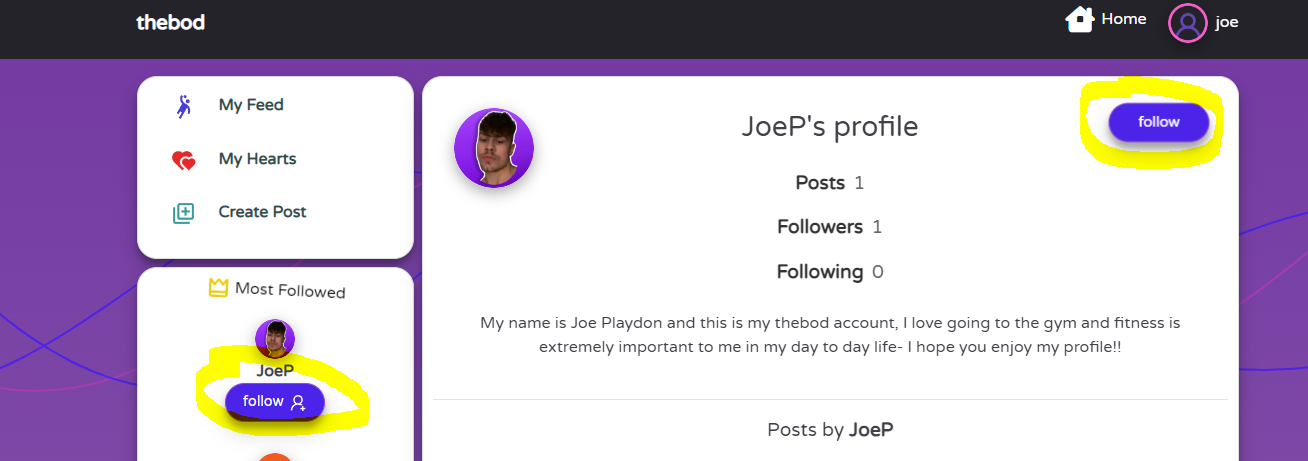 thebod
Home
joe
My Feed
My Hearts
Create Post
Most Followed
JoeP
follow
JoeP's profile
follow
Posts 1
Followers 1
Following 0
My name is Joe Playdon and this is my thebod account, I love going to the gym and fitness is
extremely important to me in my day to day life- I hope you enjoy my profile!!
Posts by JoeP